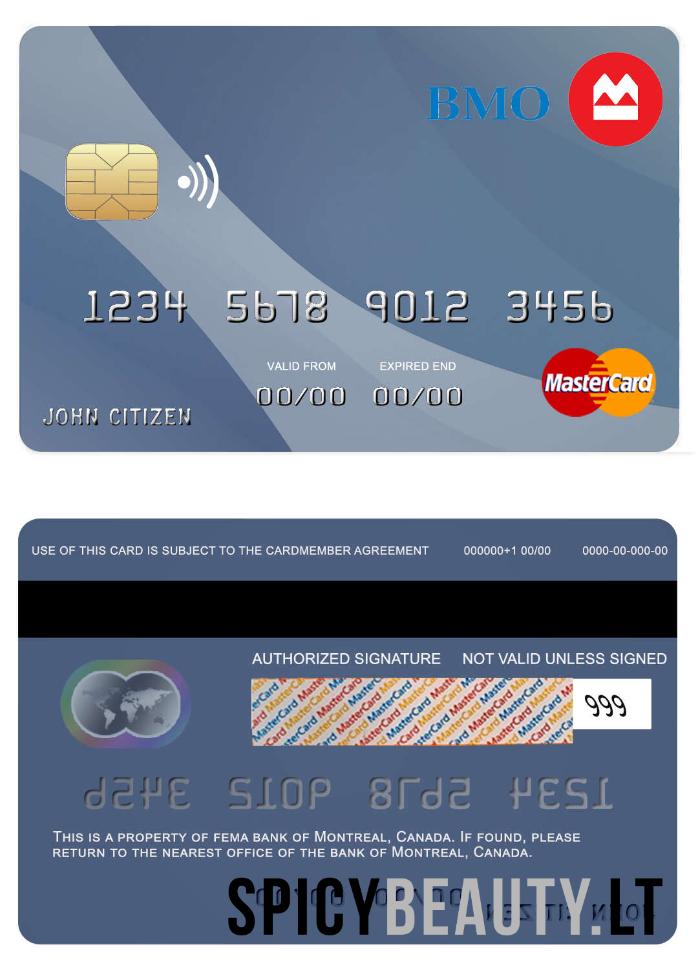 BMO
1234 5678 9012 3456
VALID FROM EXPIRED END
00/00 00/00
JOHN CITIZEN
MasterCard
USE OF THIS CARD IS SUBJECT TO THE CARDMEMBER AGREEMENT 000000+1 00/00 0000-00-000-00
AUTHORIZED SIGNATURE NOT VALID UNLESS SIGNED
999
THIS IS A PROPERTY OF FEMA BANK OF MONTREAL, CANADA. IF FOUND, PLEASE
RETURN TO THE NEAREST OFFICE OF THE BANK OF MONTREAL, CANADA.
SPICYBEAUTY.LT